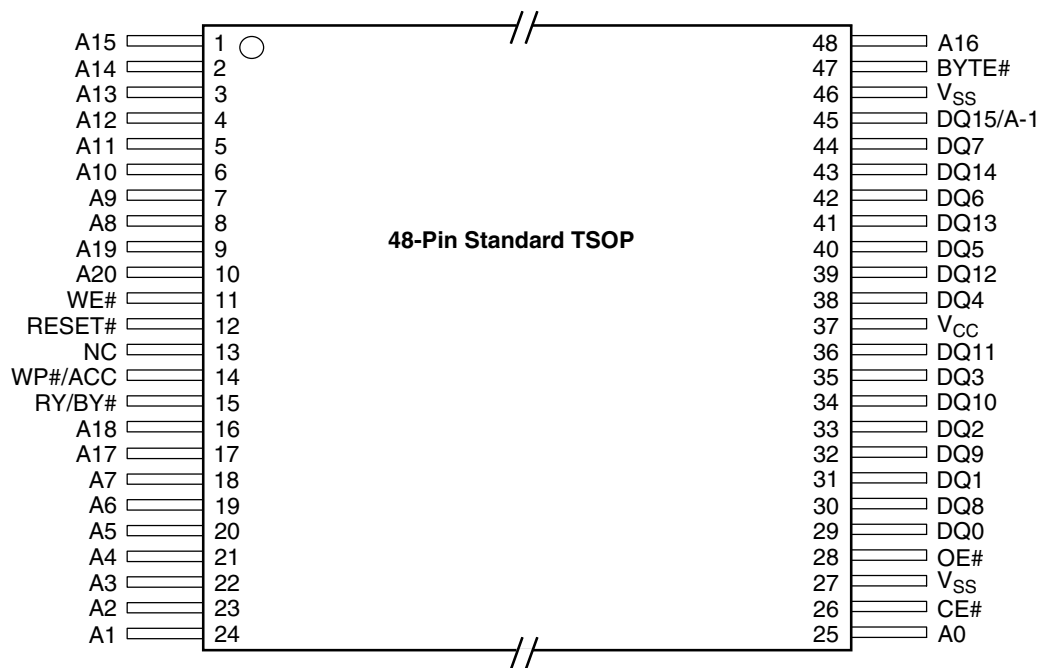 A15 1 48 A16
A14 2 47 BYTE#
A13 3 46 VSS
A12 4 45 DQ15/A-1
A11 5 44 DQ7
A10 6 43 DQ14
A9 7 42 DQ6
A8 8 41 DQ13
48-Pin Standard TSOP
A19 9 40 DQ5
A20 10 39 DQ12
WE# 11 38 DQ4
RESET# 12 37 VCC
NC 13 36 DQ11
WP#/ACC 14 35 DQ3
RY/BY# 15 34 DQ10
A18 16 33 DQ2
A17 17 32 DQ9
A7 18 31 DQ1
A6 19 30 DQ8
A5 20 29 DQ0
A4 21 28 OE#
A3 22 27 VSS
A2 23 26 CE#
A1 24 25 A0